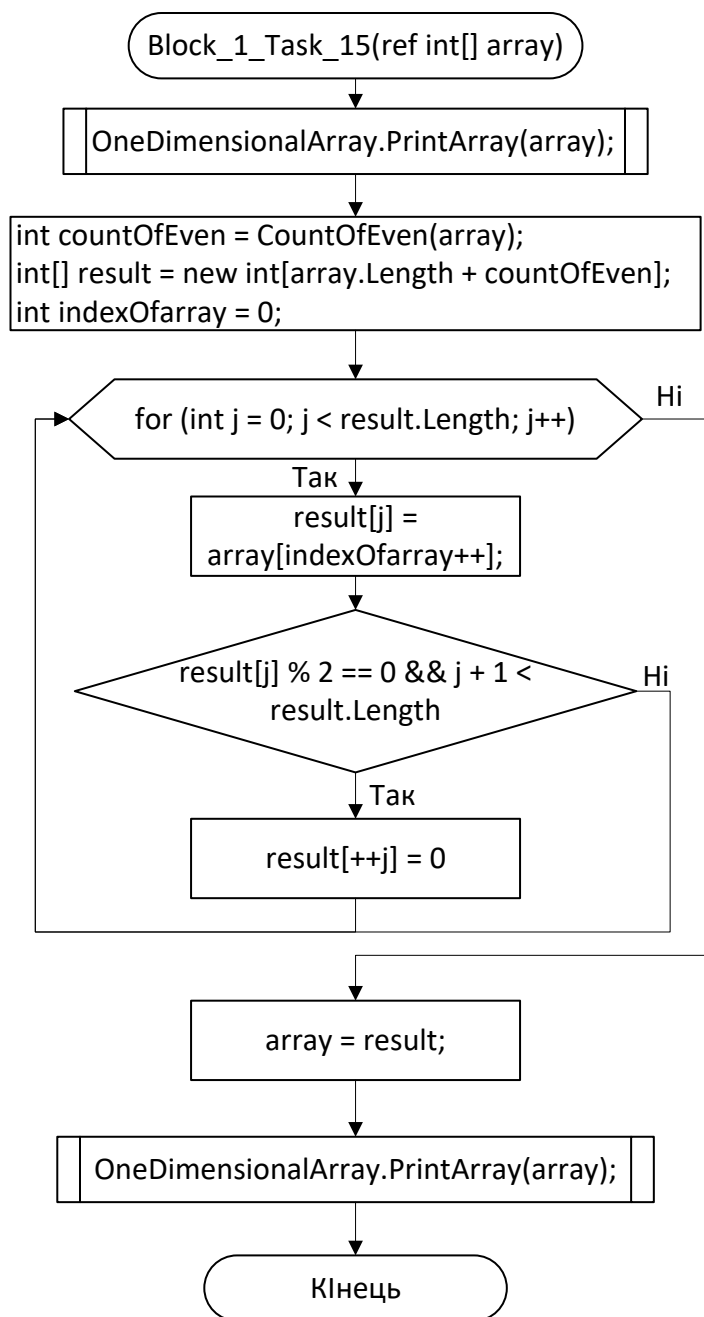 Block_1_Task_15(ref int[] array)
OneDimensionalArray.PrintArray(array);
int countOfEven = CountOfEven(array);
int[] result = new int[array.Length + countOfEven];
int indexOfarray = 0;
for (int j = 0; j < result.Length; j++)
Ні
Так
result[j] =
array[indexOfarray++];
result[j] % 2 == 0 && j + 1 <
result.Length
Ні
Так
result[++j] = 0
array = result;
OneDimensionalArray.PrintArray(array);
КІнець